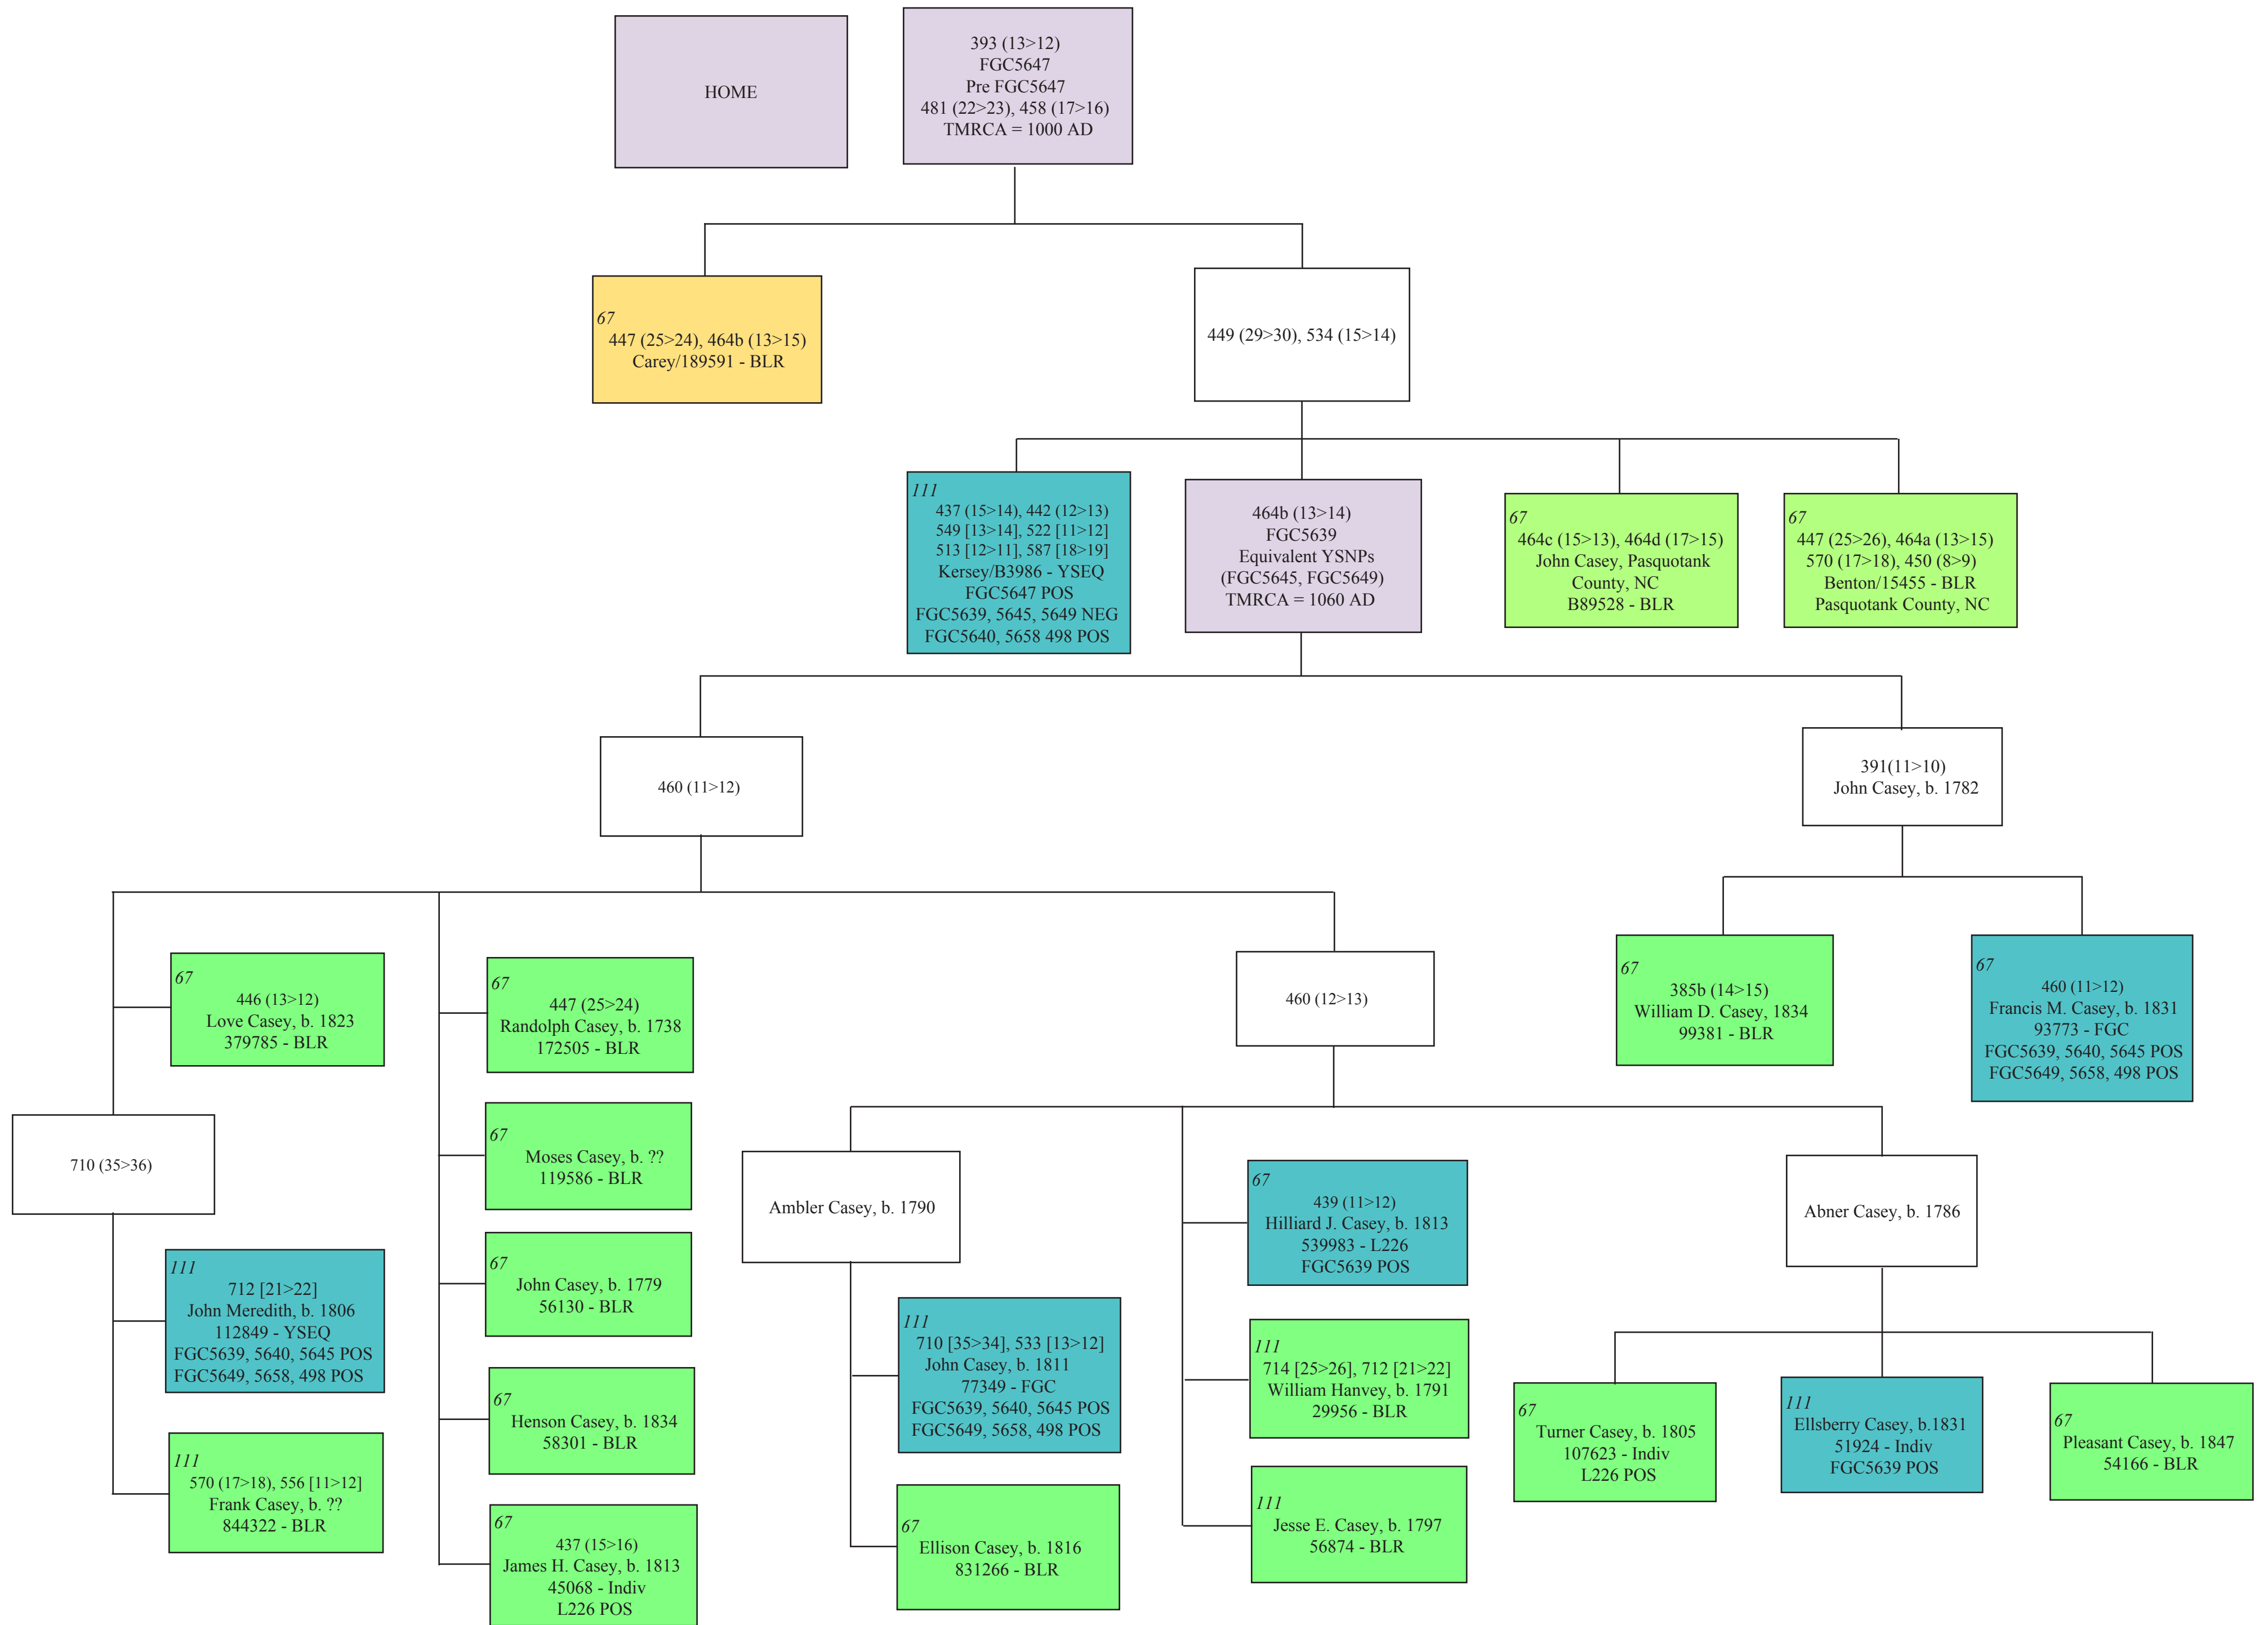 HOME
393 (13>12)
FGC5647
Pre FGC5647
481 (22>23), 458 (17>16)
TMRCA = 1000 AD
67
447 (25>24), 464b (13>15)
Carey/189591 - BLR
449 (29>30), 534 (15>14)
111
437 (15>14), 442 (12>13)
549 [13>14], 522 [11>12]
513 [12>11], 587 [18>19]
Kersey/B3986 - YSEQ
FGC5647 POS
FGC5639, 5645, 5649 NEG
FGC5640, 5658 498 POS
464b (13>14)
FGC5639
Equivalent YSNPs
(FGC5645, FGC5649)
TMRCA = 1060 AD
67
464c (15>13), 464d (17>15)
John Casey, Pasquotank
County, NC
B89528 - BLR
67
447 (25>26), 464a (13>15)
570 (17>18), 450 (8>9)
Benton/15455 - BLR
Pasquotank County, NC
460 (11>12)
391(11>10)
John Casey, b. 1782
67
446 (13>12)
Love Casey, b. 1823
379785 - BLR
67
447 (25>24)
Randolph Casey, b. 1738
172505 - BLR
460 (12>13)
67
385b (14>15)
William D. Casey, 1834
99381 - BLR
67
460 (11>12)
Francis M. Casey, b. 1831
93773 - FGC
FGC5639, 5640, 5645 POS
FGC5649, 5658, 498 POS
710 (35>36)
67
Moses Casey, b. ??
119586 - BLR
Ambler Casey, b. 1790
67
439 (11>12)
Hilliard J. Casey, b. 1813
539983 - L226
FGC5639 POS
Abner Casey, b. 1786
111
712 [21>22]
John Meredith, b. 1806
112849 - YSEQ
FGC5639, 5640, 5645 POS
FGC5649, 5658, 498 POS
67
John Casey, b. 1779
56130 - BLR
111
710 [35>34], 533 [13>12]
John Casey, b. 1811
77349 - FGC
FGC5639, 5640, 5645 POS
FGC5649, 5658, 498 POS
111
714 [25>26], 712 [21>22]
William Hanvey, b. 1791
29956 - BLR
67
Turner Casey, b. 1805
107623 - Indiv
L226 POS
111
Ellsberry Casey, b.1831
51924 - Indiv
FGC5639 POS
67
Pleasant Casey, b. 1847
54166 - BLR
111
570 (17>18), 556 [11>12]
Frank Casey, b. ??
844322 - BLR
67
Henson Casey, b. 1834
58301 - BLR
67
437 (15>16)
James H. Casey, b. 1813
45068 - Indiv
L226 POS
67
Ellison Casey, b. 1816
831266 - BLR
111
Jesse E. Casey, b. 1797
56874 - BLR